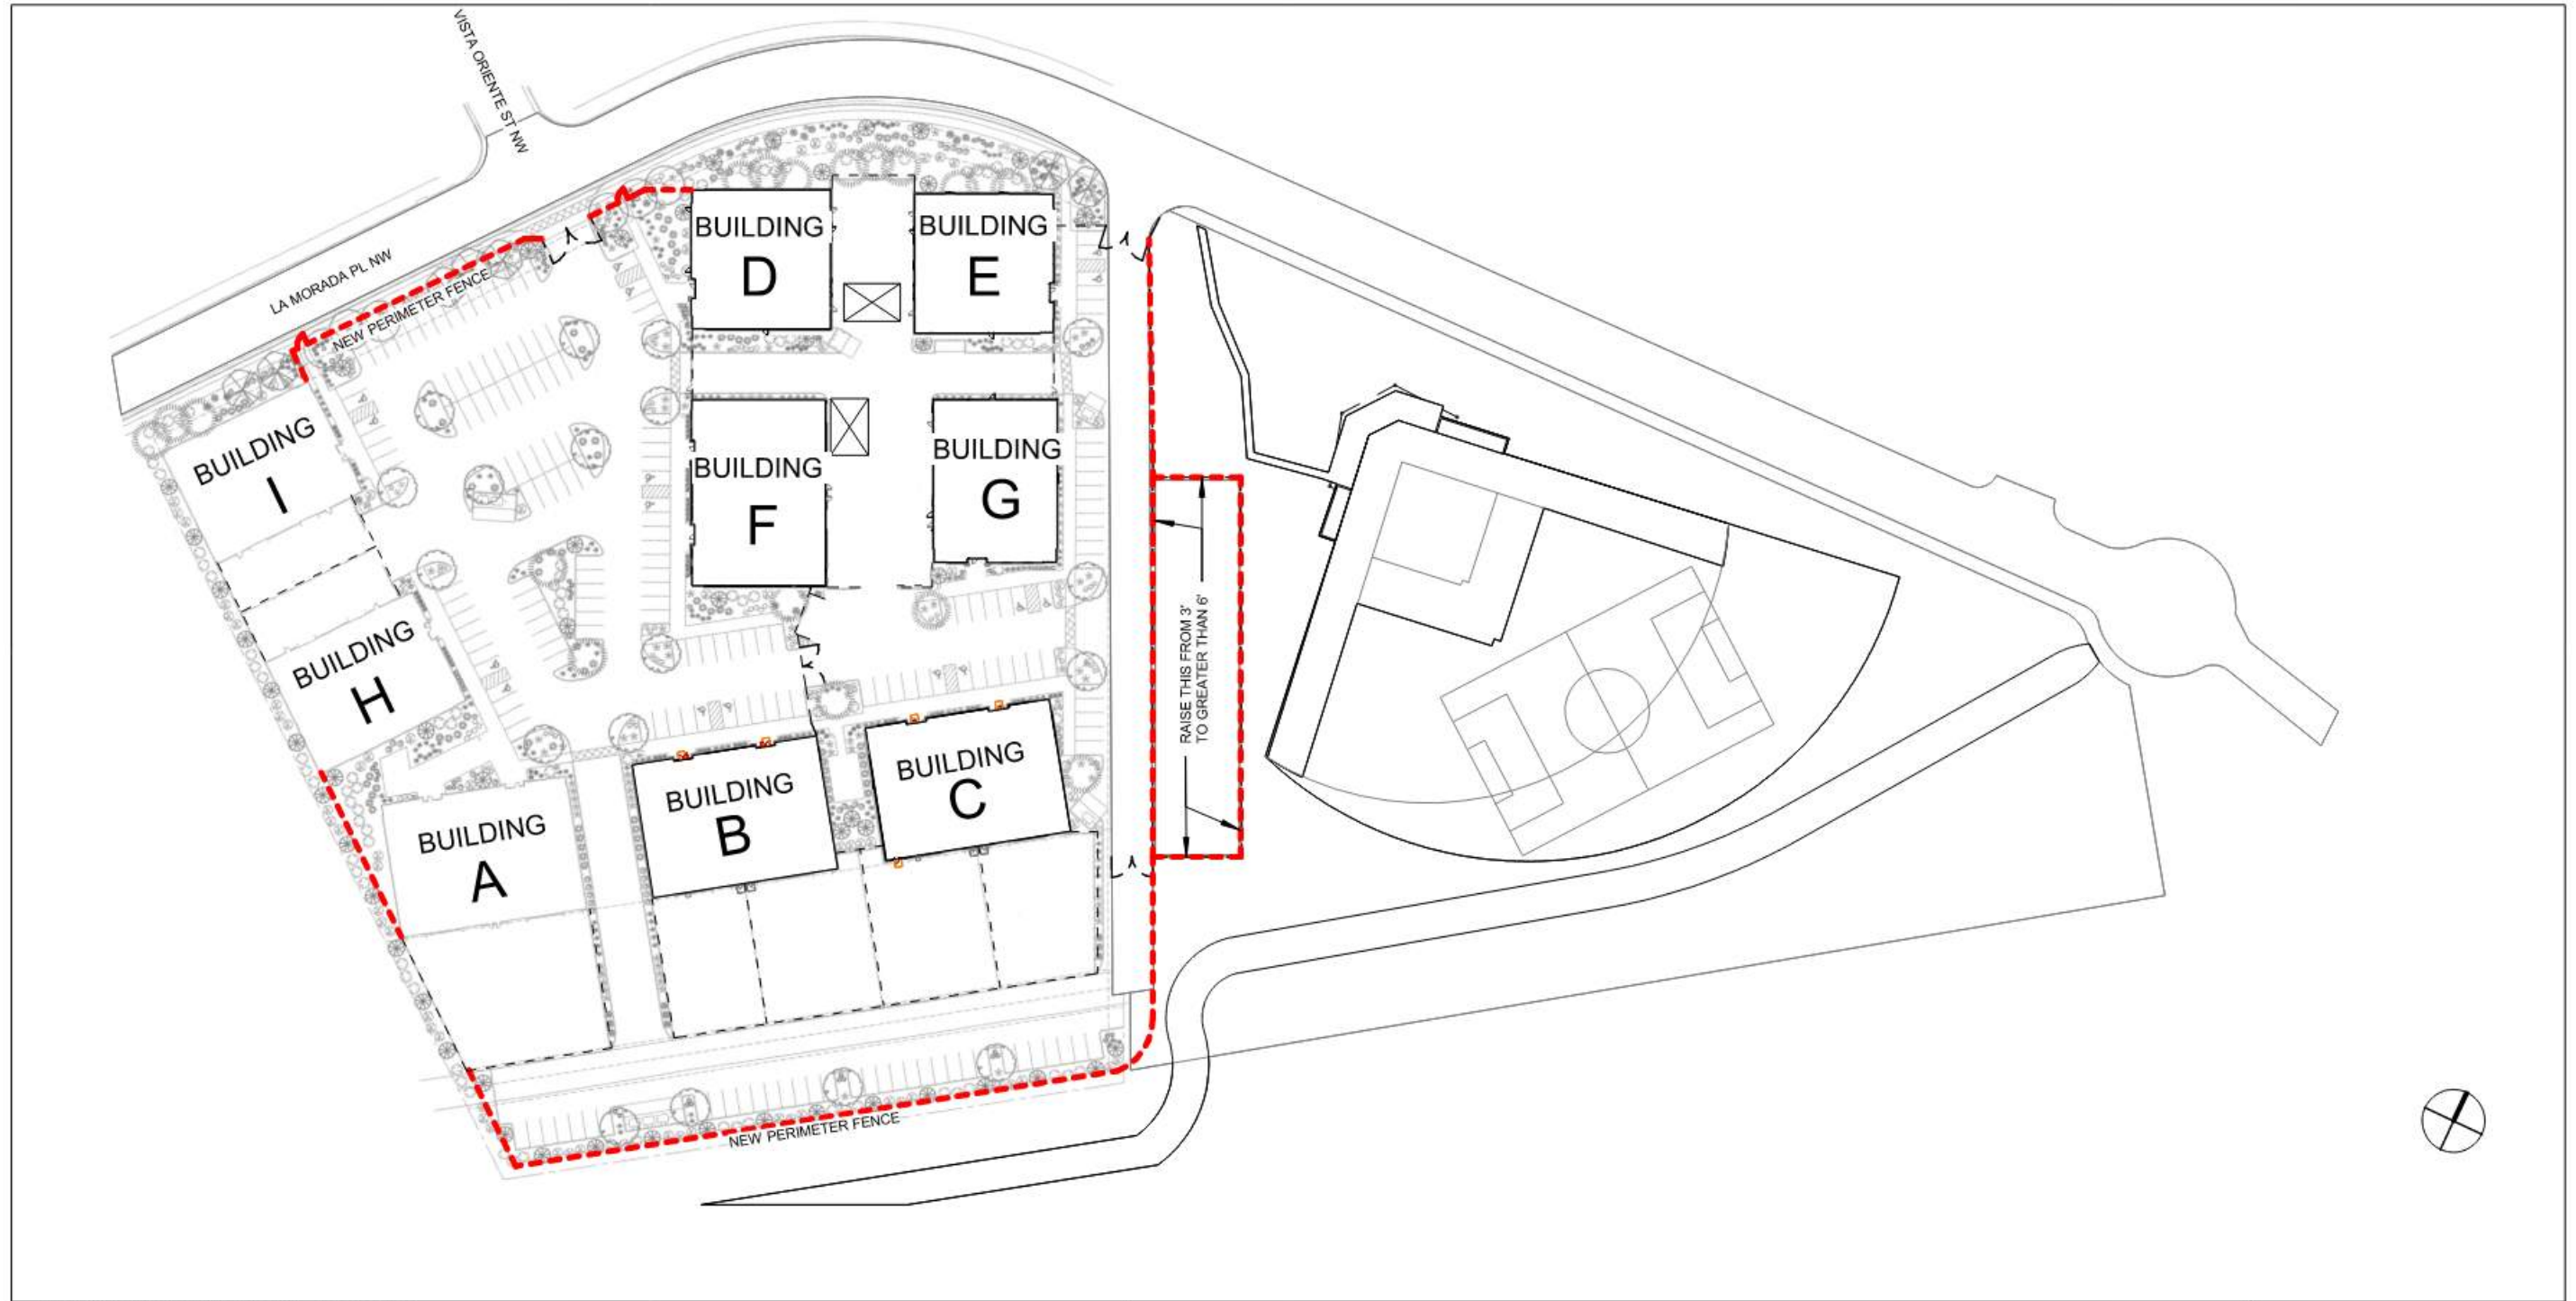 VISTA ORIENTE ST NW
LA MORADA PL NW
NEW PERIMETER FENCE
BUILDING
D
BUILDING
E
BUILDING
I
BUILDING
F
BUILDING
G
BUILDING
H
RAISE THIS FROM 3'
TO GREATER THAN 6'
BUILDING
A
BUILDING
B
BUILDING
C
NEW PERIMETER FENCE